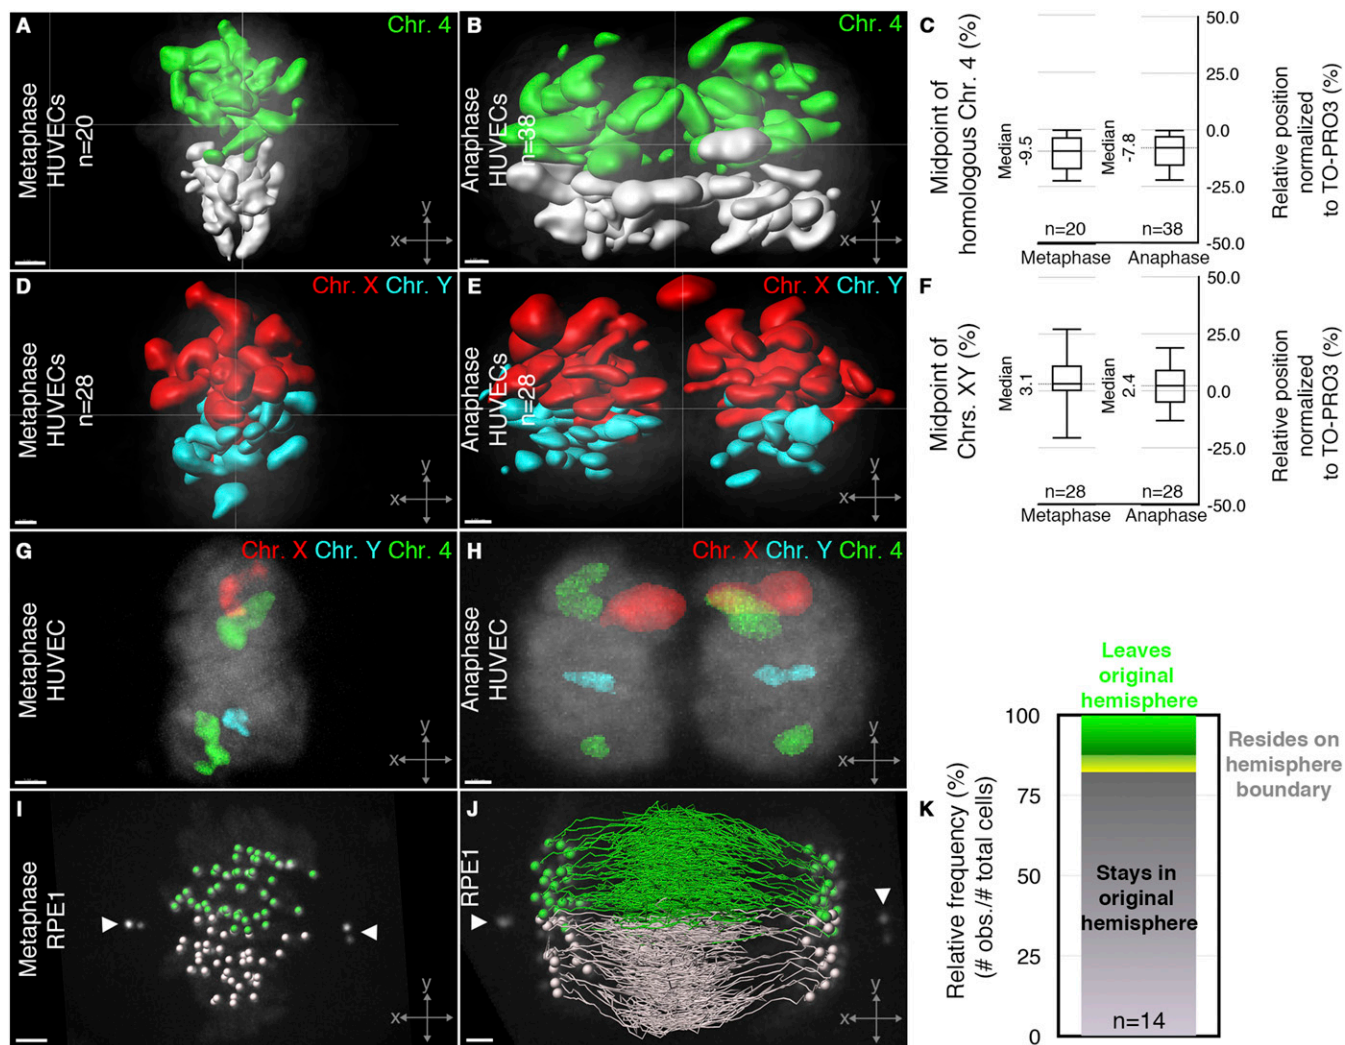 A
Chr. 4
Metaphase
HUVECs
n=20
x
y
B
Chr. 4
Anaphase
HUVECs
n=38
x
y
C
Midpoint of
homologous Chr. 4 (%)
Median
-9.5
Median
-7.8
n=20
n=38
Metaphase
Anaphase
50.0
25.0
0.0
-25.0
-50.0
Relative position
normalized
to TO-PRO3 (%)
D
Chr. X Chr. Y
Metaphase
HUVECs
n=28
x
y
E
Chr. X Chr. Y
Anaphase
HUVECs
n=28
x
y
F
Midpoint of
Chrs. XY (%)
Median
3.1
Median
2.4
n=28
n=28
Metaphase
Anaphase
50.0
25.0
0.0
-25.0
-50.0
Relative position
normalized
to TO-PRO3 (%)
G
Chr. X Chr. Y Chr. 4
Metaphase
HUVEC
x
y
H
Chr. X Chr. Y Chr. 4
Anaphase
HUVEC
x
y
I
Metaphase
RPE1
x
y
J
RPE1
x
y
K
Leaves
original
hemisphere
Resides on
hemisphere
boundary
Stays in
original
hemisphere
n=14
100
75
50
25
0
Relative frequency (%)
(# obs./# total cells)